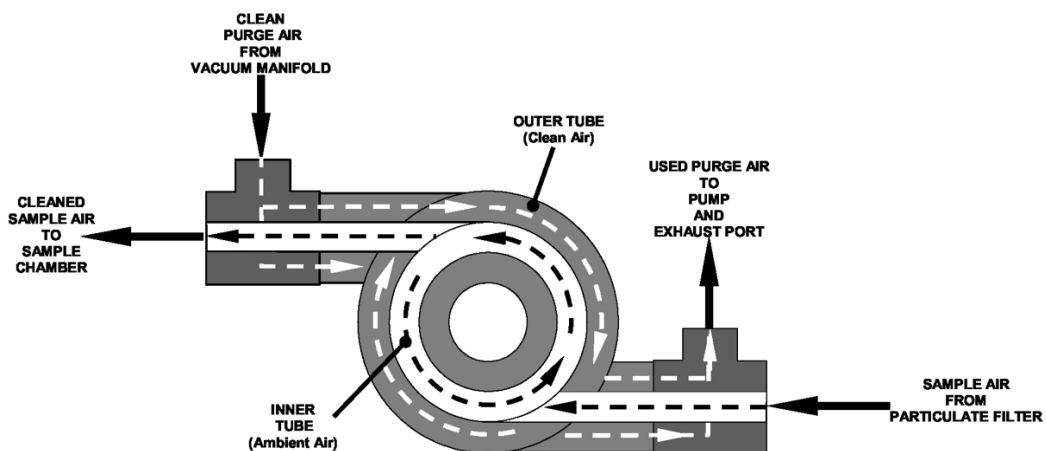 CLEAN
PURGE AIR
FROM
VACUUM MANIFOLD
OUTER TUBE
(Clean Air)
USED PURGE AIR
TO
PUMP
AND
EXHAUST PORT
CLEANED
SAMPLE AIR
TO
SAMPLE
CHAMBER
INNER
TUBE
(Ambient Air)
SAMPLE AIR
FROM
PARTICULATE FILTER